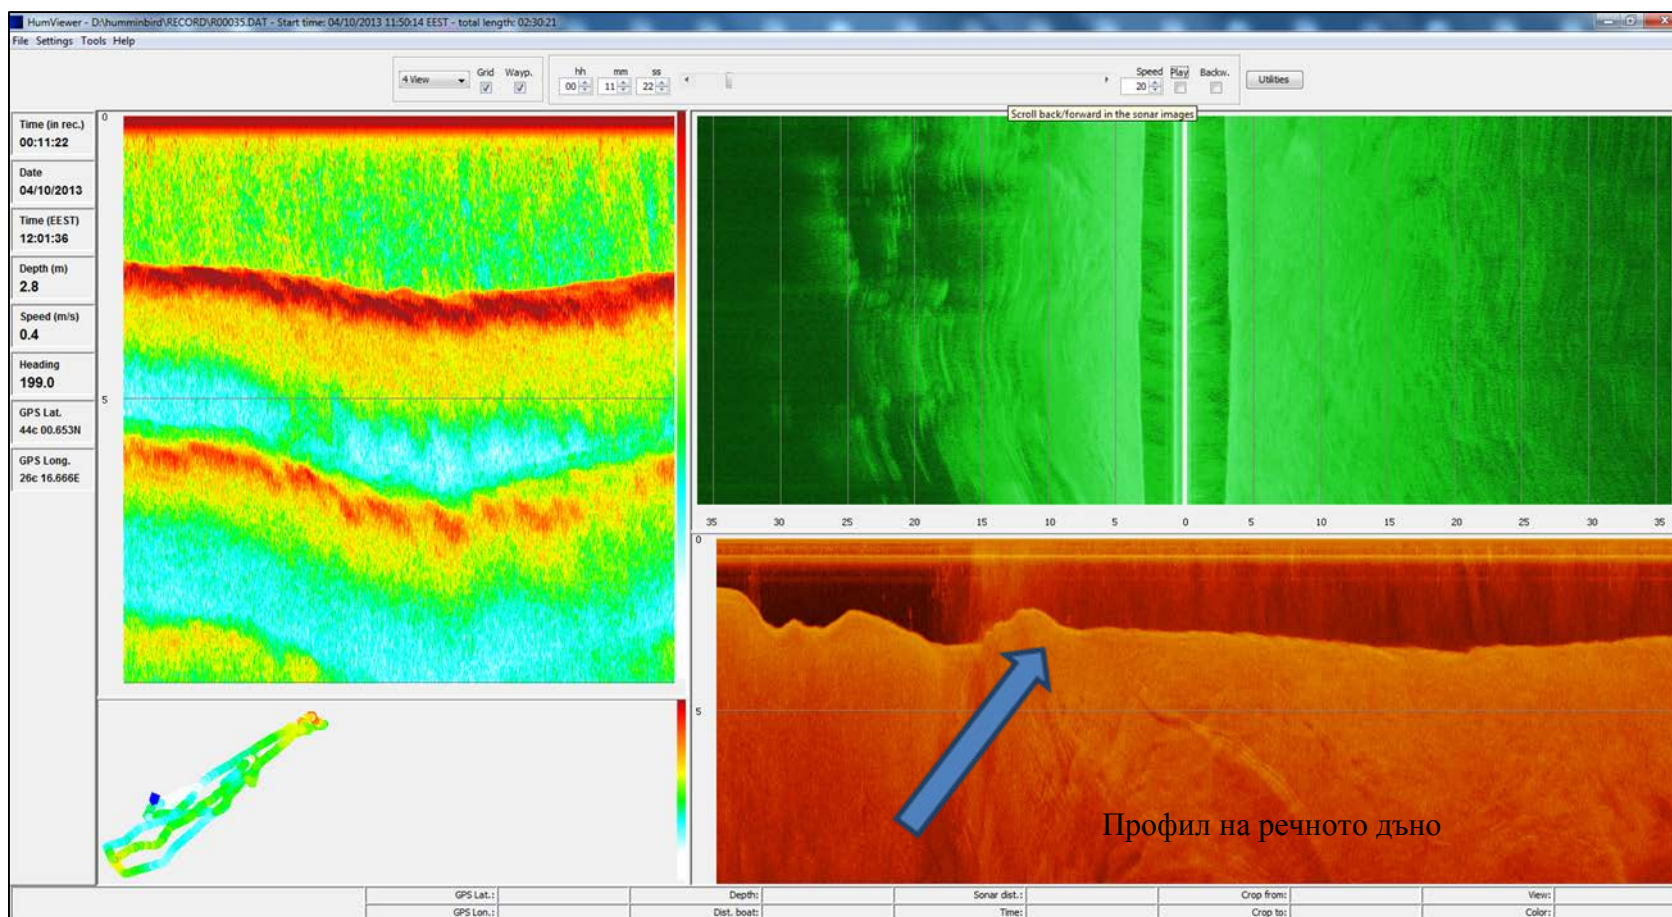 HumViewer - D:\humminbird\RECORD\R00035.DAT - Start time: 04/10/2013 11:50:14 EEST - total length: 02:30:21
File Settings Tools Help
4 View
Grid
Wayp.
hh mm ss
00 11 22
Speed Play Backw.
20
Utilities
Scroll back/forward in the sonar images
Time (in rec.)
00:11:22
Date
04/10/2013
Time (EEST)
12:01:36
Depth (m)
2.8
Speed (m/s)
0.4
Heading
199.0
GPS Lat.
44c 00.653N
GPS Long.
26c 16.666E
0
5
35 30 25 20 15 10 5 0 5 10 15 20 25 30 35
0
5
Профил на речното дъно
GPS Lat.: Depth: Sonar dist.: Crop from: View:
GPS Lon.: Dist. boat: Time: Crop to: Color: